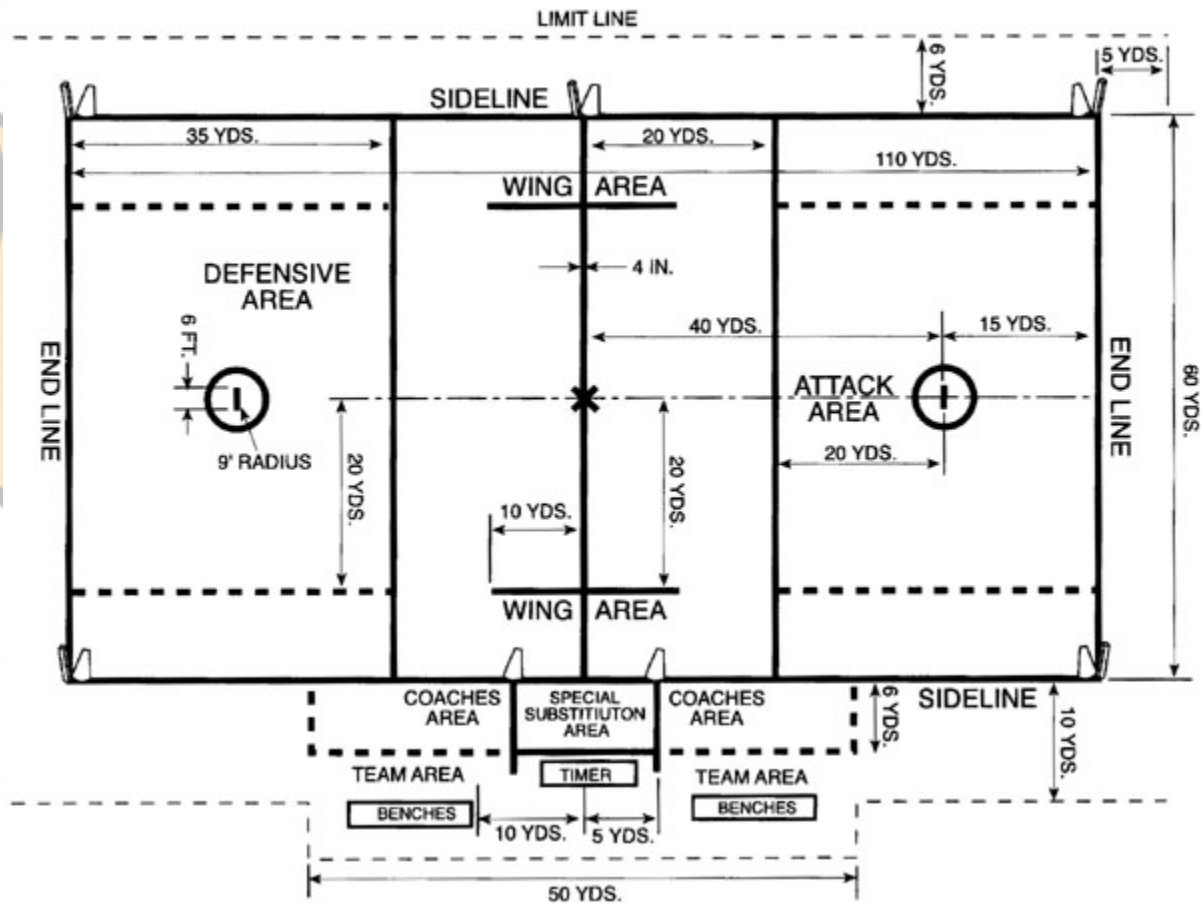 LIMIT LINE
6 YDS.
5 YDS.
SIDELINE
35 YDS.
20 YDS.
110 YDS.
WING AREA
4 IN.
DEFENSIVE
AREA
6 FT.
40 YDS.
15 YDS.
END LINE
ATTACK
AREA
END LINE
60 YDS.
9' RADIUS
20 YDS.
20 YDS.
20 YDS.
10 YDS.
WING AREA
COACHES
AREA
SPECIAL
SUBSTITIUTON
AREA
COACHES
AREA
6 YDS.
SIDELINE
10 YDS.
TEAM AREA
TIMER
TEAM AREA
BENCHES
BENCHES
10 YDS.
5 YDS.
50 YDS.